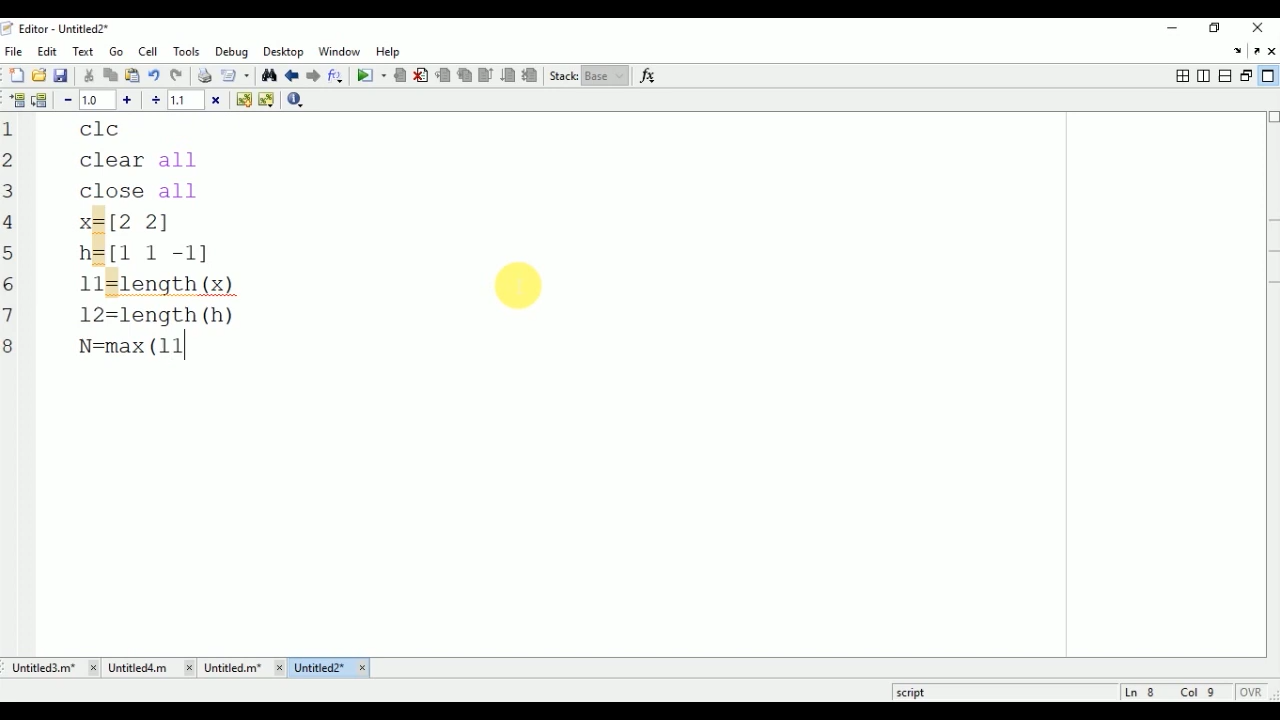 Editor - Untitled2*
File Edit Text Go Cell Tools Debug Desktop Window Help
Stack: Base fx
- 1.0 + ÷ 1.1 ×
1 clc
2 clear all
3 close all
4 x=[2 2]
5 h=[1 1 -1]
6 l1=length(x)
7 l2=length(h)
8 N=max(l1
Untitled3.m* × Untitled4.m × Untitled.m* × Untitled2* ×
script Ln 8 Col 9 OVR